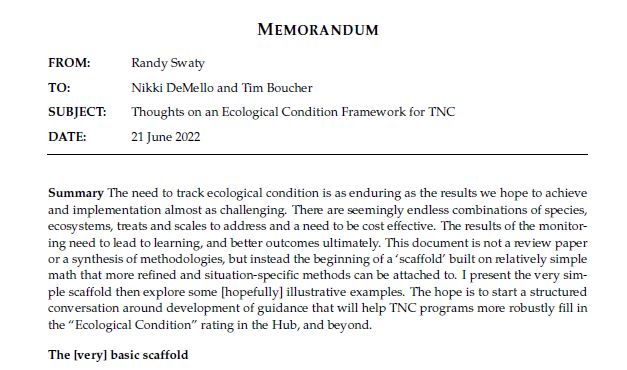 MEMORANDUM
FROM: Randy Swaty
TO: Nikki DeMello and Tim Boucher
SUBJECT: Thoughts on an Ecological Condition Framework for TNC
DATE: 21 June 2022
Summary The need to track ecological condition is as enduring as the results we hope to achieve
and implementation almost as challenging. There are seemingly endless combinations of species,
ecosystems, treats and scales to address and a need to be cost effective. The results of the monitor-
ing need to lead to learning, and better outcomes ultimately. This document is not a review paper
or a synthesis of methodologies, but instead the beginning of a ‘scaffold’ built on relatively simple
math that more refined and situation-specific methods can be attached to. I present the very sim-
ple scaffold then explore some [hopefully] illustrative examples. The hope is to start a structured
conversation around development of guidance that will help TNC programs more robustly fill in
the “Ecological Condition” rating in the Hub, and beyond.
The [very] basic scaffold